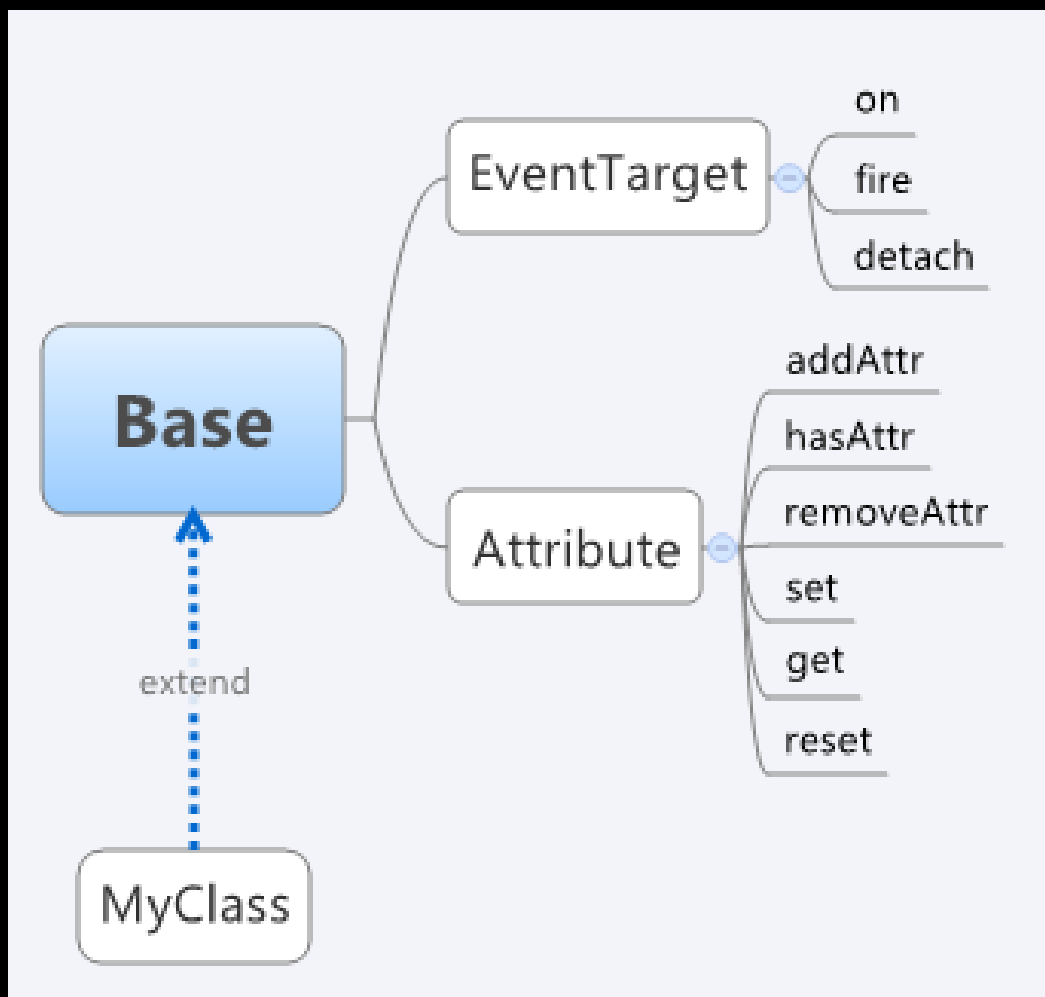 Base
EventTarget
on
fire
detach
Attribute
addAttr
hasAttr
removeAttr
set
get
reset
extend
MyClass